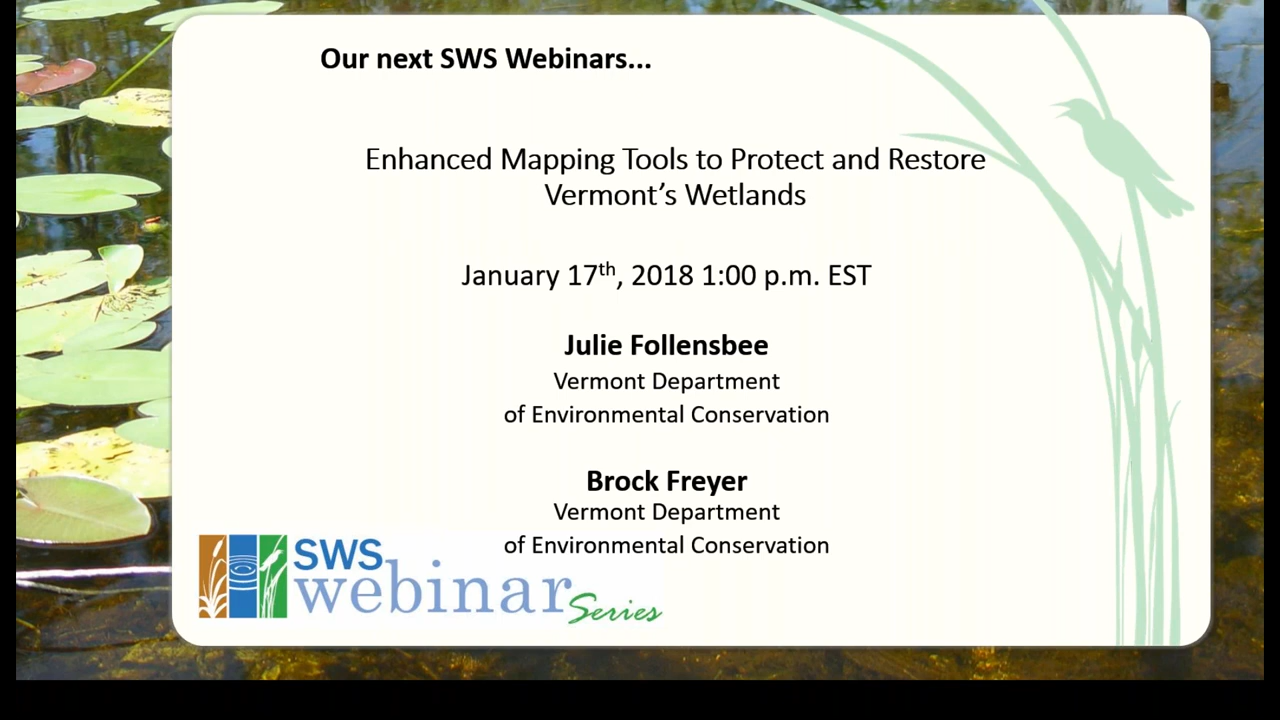 Our next SWS Webinars...
Enhanced Mapping Tools to Protect and Restore
Vermont's Wetlands
January 17th, 2018 1:00 p.m. EST
Julie Follensbee
Vermont Department
of Environmental Conservation
Brock Freyer
Vermont Department
of Environmental Conservation
SWS
webinar Series